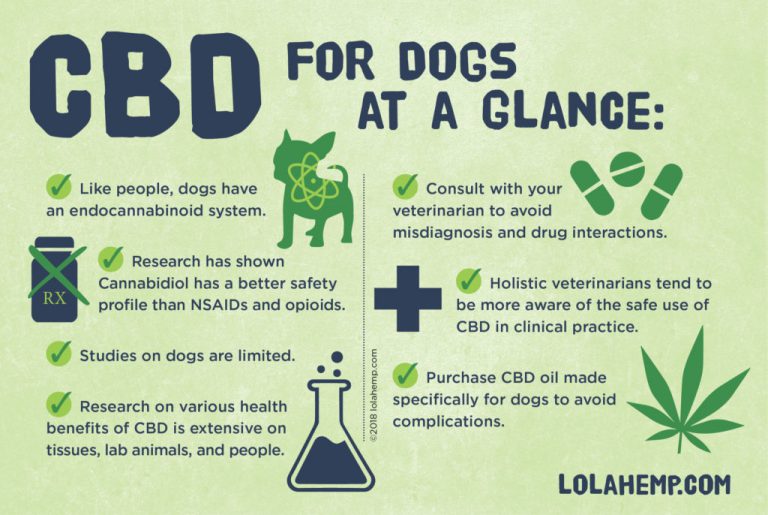 CBD FOR DOGS
AT A GLANCE:
Like people, dogs have
an endocannabinoid system.
RX
Research has shown
Cannabidiol has a better safety
profile than NSAIDs and opioids.
Studies on dogs are limited.
Research on various health
benefits of CBD is extensive on
tissues, lab animals, and people.
©2018 lolahemp.com
Consult with your
veterinarian to avoid
misdiagnosis and drug interactions.
Holistic veterinarians tend to
be more aware of the safe use of
CBD in clinical practice.
Purchase CBD oil made
specifically for dogs to avoid
complications.
LOLAHEMP.COM